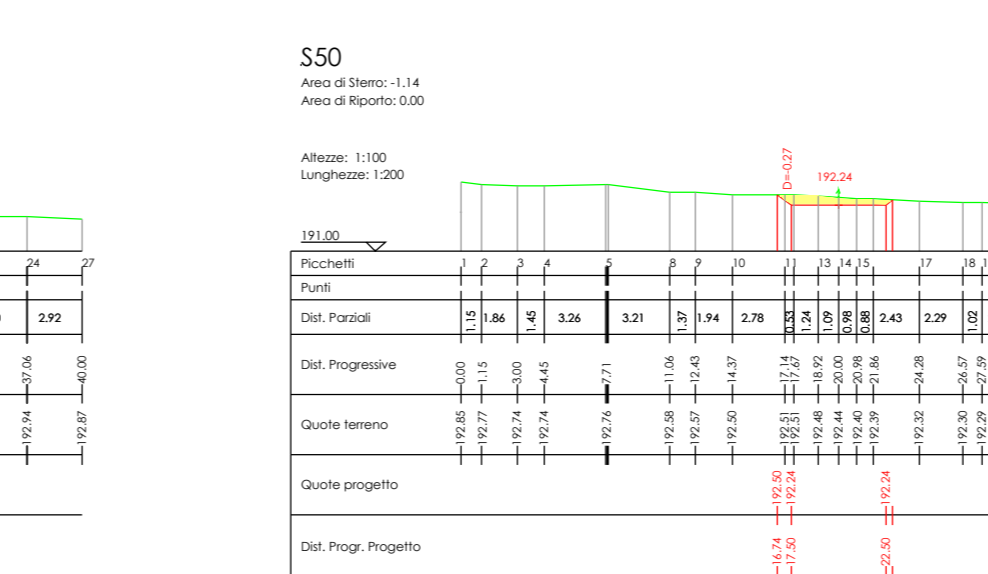 S50
Area di Sterro: -1.14
Area di Riporto: 0.00
Altezze: 1:100
Lunghezze: 1:200
D=-0.27
192.24
191.00
24 27
Picchetti 1 2 3 4 5 8 9 10 11 13 14 15 17 18
Punti
2.92
Dist. Parziali 1.15 1.86 1.45 3.26 3.21 1.37 1.94 2.78 0.53 1.24 1.09 0.98 0.88 2.43 2.29 1.02
37.06 40.00
Dist. Progressive 0.00 1.15 3.00 4.45 7.71 11.06 12.43 14.37 17.14 17.67 18.92 20.00 20.98 21.86 24.28 26.57 27.59
192.94 192.87
Quote terreno 192.85 192.77 192.74 192.74 192.76 192.58 192.57 192.50 192.51 192.51 192.48 192.44 192.40 192.39 192.32 192.30 192.29
Quote progetto 192.50 192.24 192.24
Dist. Progr. Progetto 16.74 17.50 22.50